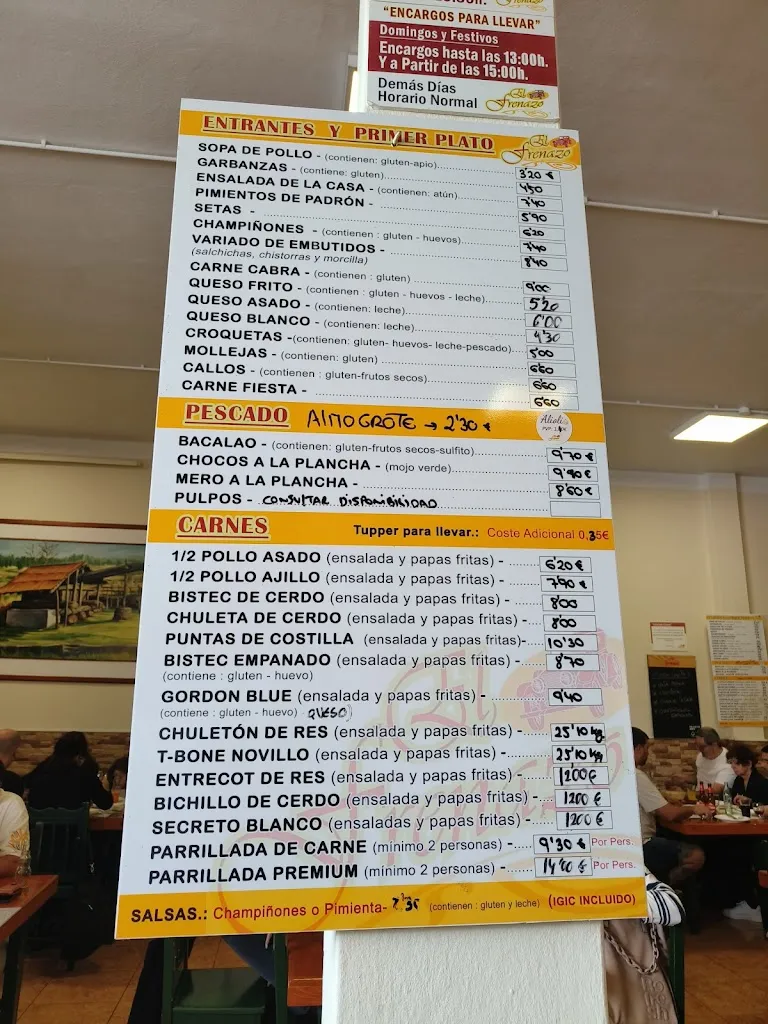 "ENCARGOS PARA LLEVAR"
Domingos y Festivos
Encargos hasta las 13:00h.
Y a Partir de las 15:00h.
Demás Días
Horario Normal
El Frenazo
ENTRANTES Y PRIMER PLATO
El Frenazo
SOPA DE POLLO - (contienen: gluten-apio) 3'20 €
GARBANZAS - (contiene: gluten) 4'50
ENSALADA DE LA CASA - (contienen: atún) 7'40
PIMIENTOS DE PADRÓN - 5'90
SETAS - 6'20
CHAMPIÑONES - (contienen : gluten - huevos) 7'40
VARIADO DE EMBUTIDOS - 8'40
(salchichas, chistorras y morcilla)
CARNE CABRA - (contienen : gluten) 9'00
QUESO FRITO - (contienen : gluten - huevos - leche) 5'20
QUESO ASADO - (contienen: leche) 6'00
QUESO BLANCO - (contienen: leche) 4'30
CROQUETAS -(contienen: gluten- huevos- leche-pescado) 5'00
MOLLEJAS - (contienen: gluten) 6'60
CALLOS - (contienen : gluten-frutos secos) 6'60
CARNE FIESTA - 6'60
PESCADO ALMOGROTE → 2'30 €
Alioli
BACALAO - (contienen: gluten-frutos secos-sulfito) 9'70 €
CHOCOS A LA PLANCHA - (mojo verde) 9'90 €
MERO A LA PLANCHA - 8'60 €
PULPOS - CONSULTAR DISPONIBILIDAD
CARNES Tupper para llevar.: Coste Adicional 0,35€
1/2 POLLO ASADO (ensalada y papas fritas) - 6'20 €
1/2 POLLO AJILLO (ensalada y papas fritas) - 7'90 €
BISTEC DE CERDO (ensalada y papas fritas) - 8'00
CHULETA DE CERDO (ensalada y papas fritas) - 8'00
PUNTAS DE COSTILLA (ensalada y papas fritas)- 10'30
BISTEC EMPANADO (ensalada y papas fritas) - 8'70
(contiene : gluten - huevo)
GORDON BLUE (ensalada y papas fritas) - 9'40
(contiene : gluten - huevo) QUESO
CHULETÓN DE RES (ensalada y papas fritas) - 25'10 kg
T-BONE NOVILLO (ensalada y papas fritas) - 25'10 kg
ENTRECOT DE RES (ensalada y papas fritas) - 12'00 €
BICHILLO DE CERDO (ensalada y papas fritas) - 12'00 €
SECRETO BLANCO (ensaladas y papas fritas) - 12'00 €
PARRILLADA DE CARNE (mínimo 2 personas) - 9'30 € Por Pers.
PARRILLADA PREMIUM (mínimo 2 personas) - 14'00 € Por Pers.
SALSAS.: Champiñones o Pimienta- 2'30 (contienen : gluten y leche) (IGIC INCLUIDO)